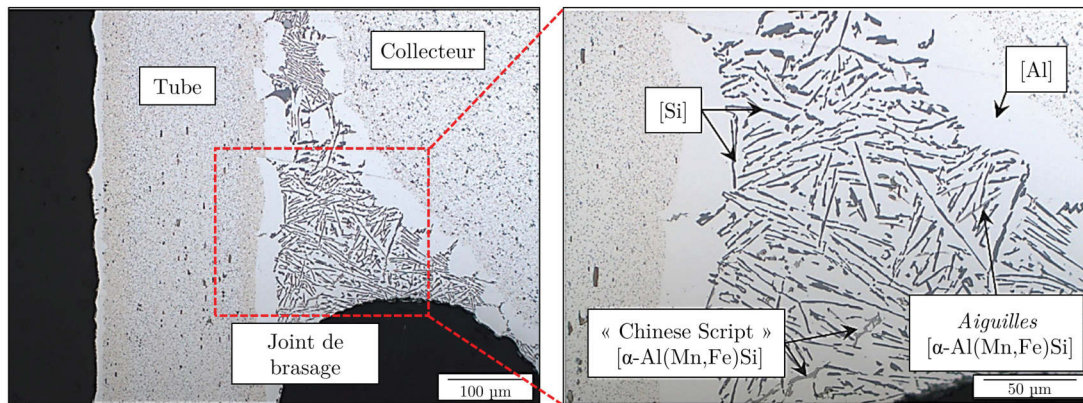 Tube
Collecteur
Joint de
brasage
100 µm
[Si]
[Al]
« Chinese Script »
[α-Al(Mn,Fe)Si]
Aiguilles
[α-Al(Mn,Fe)Si]
50 µm